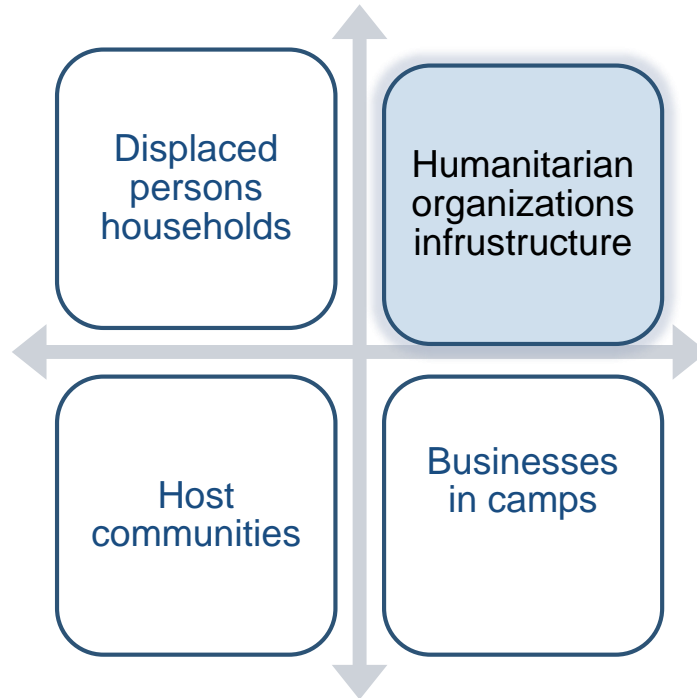 Displaced
persons
households
Humanitarian
organizations
infrustructure
Host
communities
Businesses
in camps